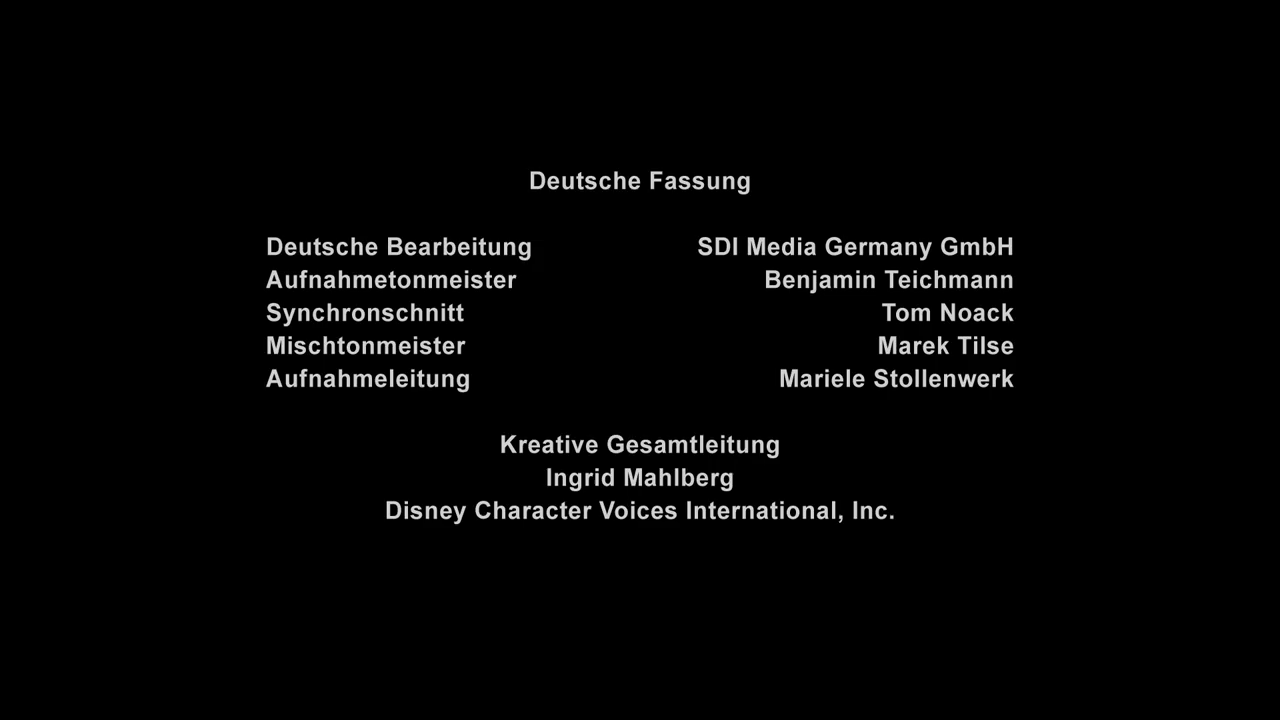 Deutsche Fassung
Deutsche Bearbeitung SDI Media Germany GmbH
Aufnahmetonmeister Benjamin Teichmann
Synchronschnitt Tom Noack
Mischtonmeister Marek Tilse
Aufnahmeleitung Mariele Stollenwerk
Kreative Gesamtleitung
Ingrid Mahlberg
Disney Character Voices International, Inc.